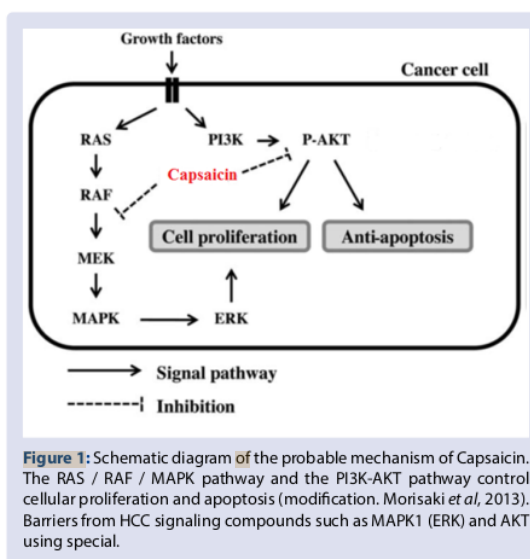 Growth factors
Cancer cell
RAS
PI3K
P-AKT
Capsaicin
RAF
Cell proliferation
Anti-apoptosis
MEK
MAPK
ERK
Signal pathway
Inhibition
Figure 1: Schematic diagram of the probable mechanism of Capsaicin.
The RAS / RAF / MAPK pathway and the PI3K-AKT pathway control
cellular proliferation and apoptosis (modification. Morisaki et al, 2013).
Barriers from HCC signaling compounds such as MAPK1 (ERK) and AKT
using special.